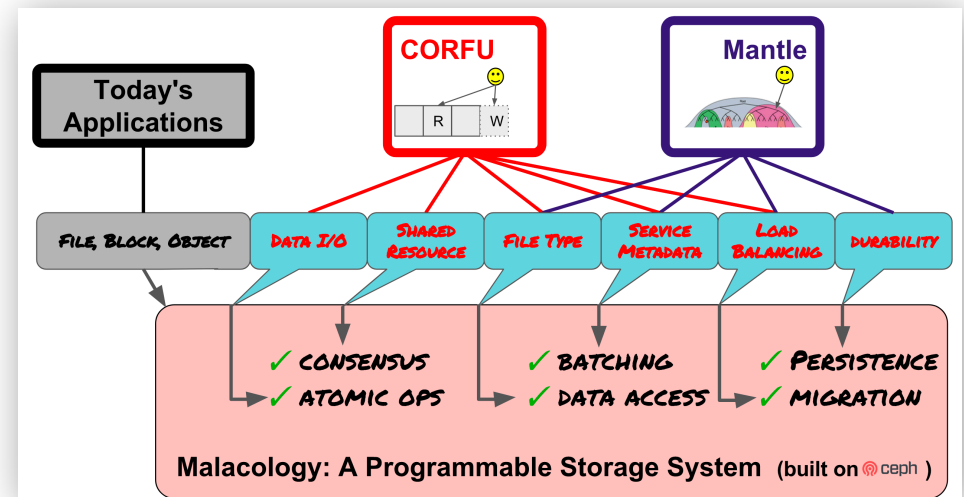 CORFU
Mantle
Today's
Applications
R
W
FILE, BLOCK, OBJECT
DATA I/O
SHARED
RESOURCE
FILE TYPE
SERVICE
METADATA
LOAD
BALANCING
DURABILITY
✓ CONSENSUS
✓ BATCHING
✓ PERSISTENCE
✓ ATOMIC OPS
✓ DATA ACCESS
✓ MIGRATION
Malacology: A Programmable Storage System (built on ceph )